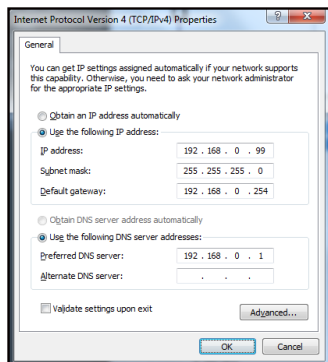 Internet Protocol Version 4 (TCP/IPv4) Properties
General
You can get IP settings assigned automatically if your network supports
this capability. Otherwise, you need to ask your network administrator
for the appropriate IP settings.
Obtain an IP address automatically
Use the following IP address:
IP address: 192 . 168 . 0 . 99
Subnet mask: 255 . 255 . 255 . 0
Default gateway: 192 . 168 . 0 . 254
Obtain DNS server address automatically
Use the following DNS server addresses:
Preferred DNS server: 192 . 168 . 0 . 1
Alternate DNS server: . . .
Validate settings upon exit
Advanced...
OK Cancel